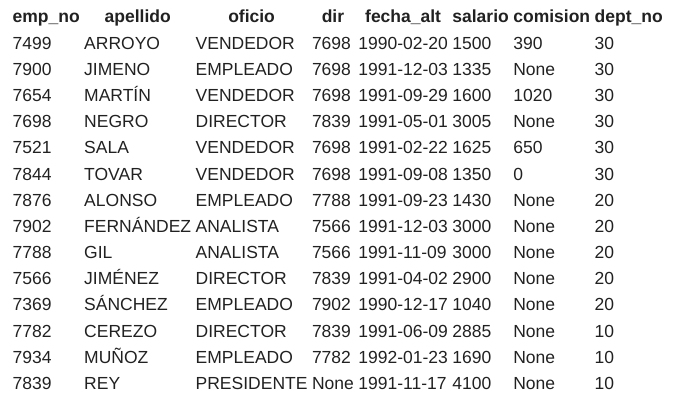 emp_no apellido oficio dir fecha_alt salario comision dept_no
7499 ARROYO VENDEDOR 7698 1990-02-20 1500 390 30
7900 JIMENO EMPLEADO 7698 1991-12-03 1335 None 30
7654 MARTÍN VENDEDOR 7698 1991-09-29 1600 1020 30
7698 NEGRO DIRECTOR 7839 1991-05-01 3005 None 30
7521 SALA VENDEDOR 7698 1991-02-22 1625 650 30
7844 TOVAR VENDEDOR 7698 1991-09-08 1350 0 30
7876 ALONSO EMPLEADO 7788 1991-09-23 1430 None 20
7902 FERNÁNDEZ ANALISTA 7566 1991-12-03 3000 None 20
7788 GIL ANALISTA 7566 1991-11-09 3000 None 20
7566 JIMÉNEZ DIRECTOR 7839 1991-04-02 2900 None 20
7369 SÁNCHEZ EMPLEADO 7902 1990-12-17 1040 None 20
7782 CEREZO DIRECTOR 7839 1991-06-09 2885 None 10
7934 MUÑOZ EMPLEADO 7782 1992-01-23 1690 None 10
7839 REY PRESIDENTE None 1991-11-17 4100 None 10